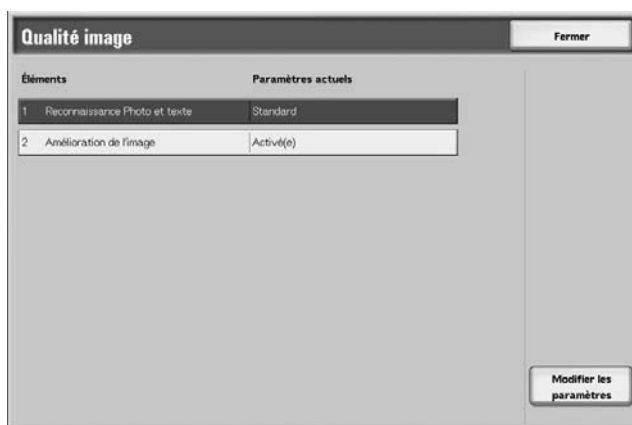 Qualité image
Fermer
Éléments Paramètres actuels
1 Reconnaissance Photo et texte Standard
2 Amélioration de l'image Activé(e)
Modifier les
paramètres